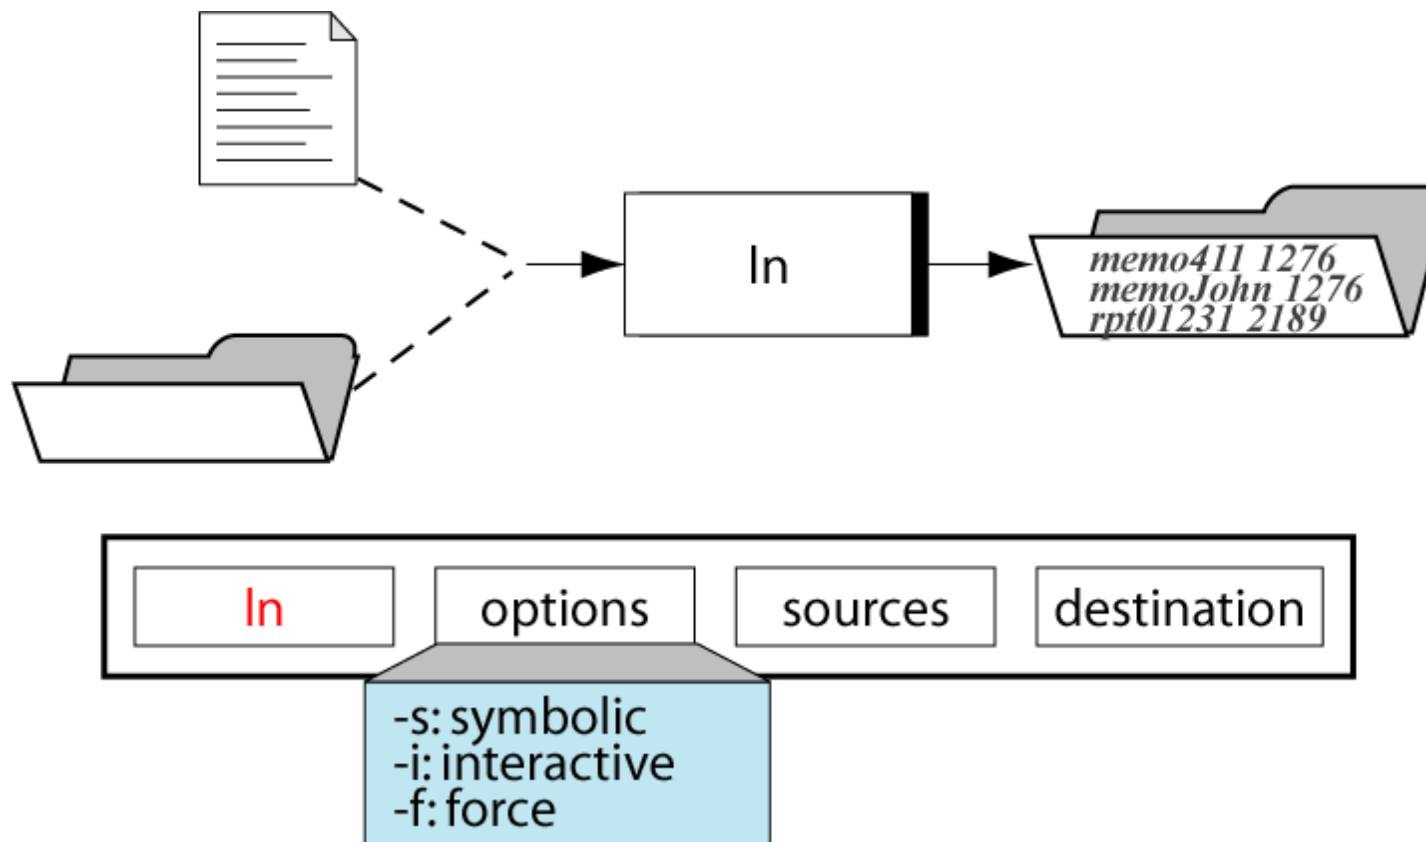 ln
memo411 1276
memoJohn 1276
rpt01231 2189
ln options sources destination
-s: symbolic
-i: interactive
-f: force